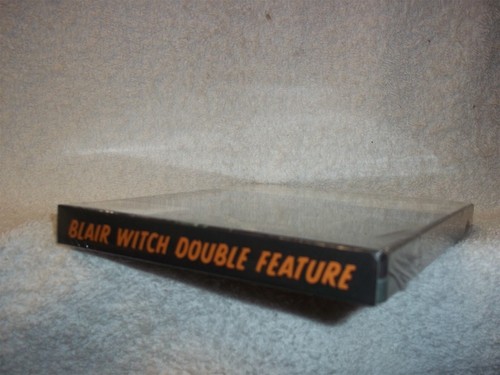 BLAIR WITCH DOUBLE FEATURE